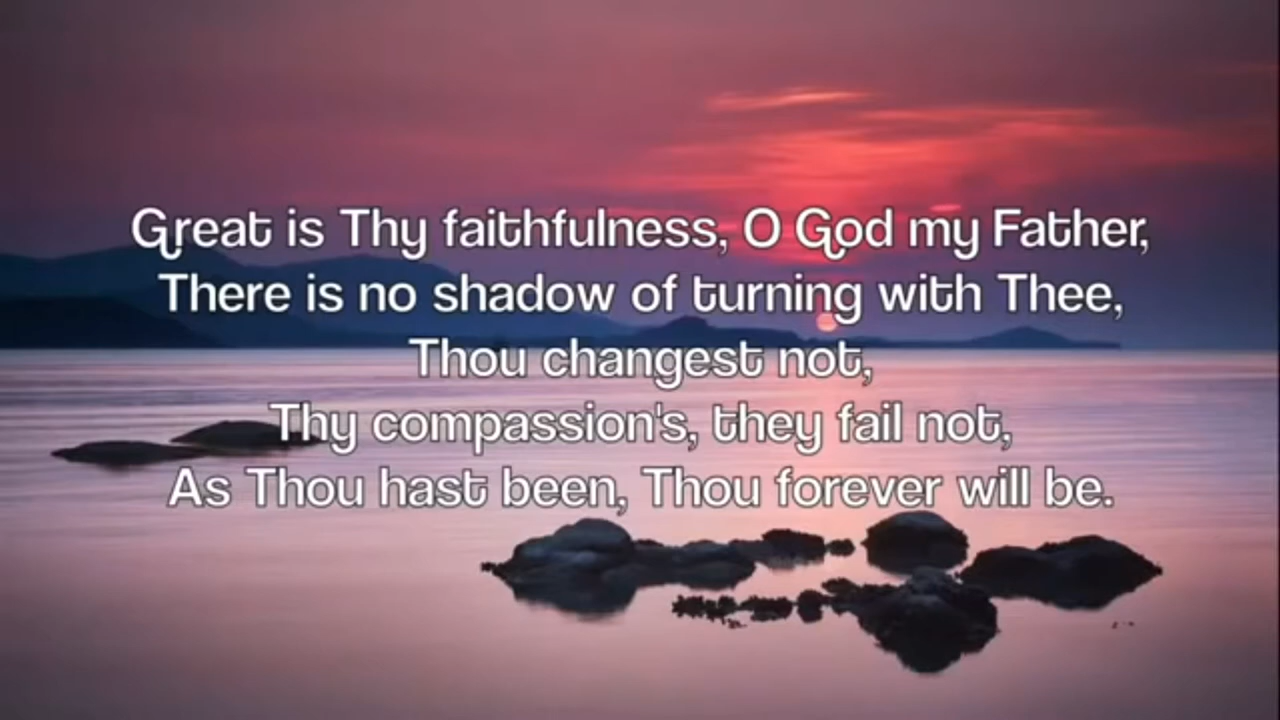 Great is Thy faithfulness, O God my Father,
There is no shadow of turning with Thee,
Thou changest not,
Thy compassion's, they fail not,
As Thou hast been, Thou forever will be.